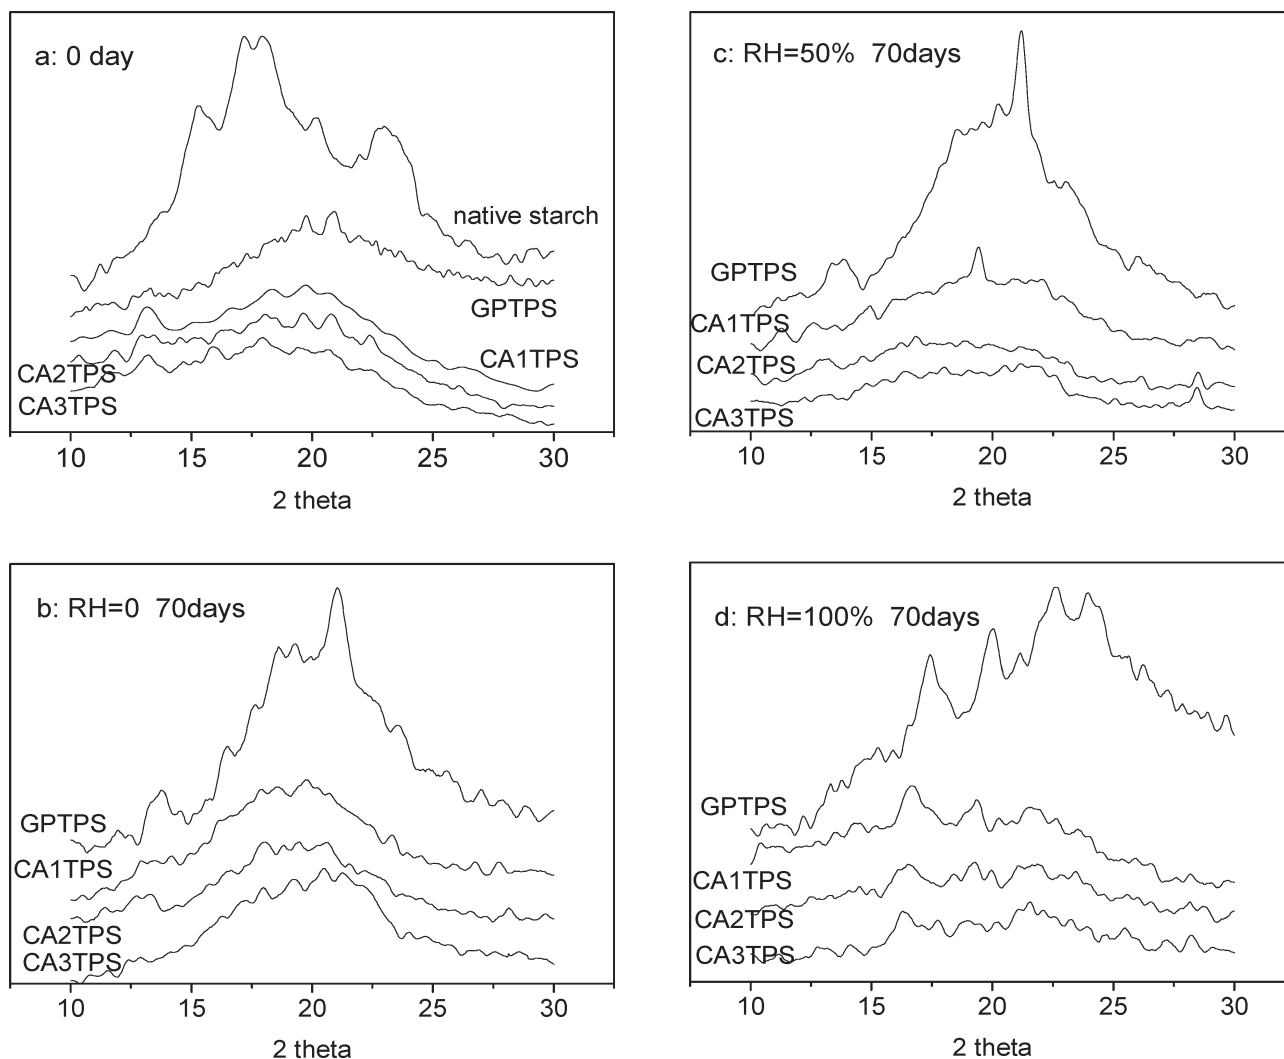 a: 0 day
native starch
GPTPS
CA1TPS
CA2TPS
CA3TPS
10 15 20 25 30
2 theta
c: RH=50% 70days
GPTPS
CA1TPS
CA2TPS
CA3TPS
10 15 20 25 30
2 theta
b: RH=0 70days
GPTPS
CA1TPS
CA2TPS
CA3TPS
10 15 20 25 30
2 theta
d: RH=100% 70days
GPTPS
CA1TPS
CA2TPS
CA3TPS
10 15 20 25 30
2 theta